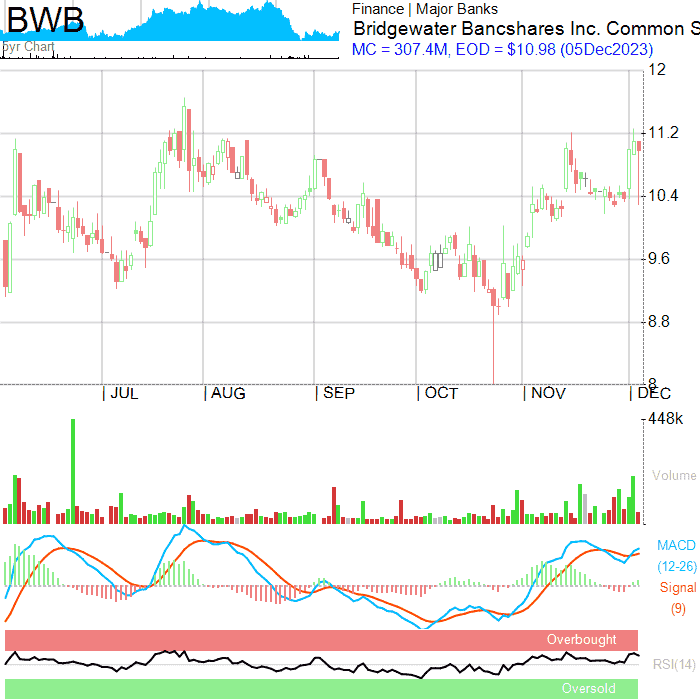 BWB
5yr Chart
Finance | Major Banks
Bridgewater Bancshares Inc. Common S
MC = 307.4M, EOD = $10.98 (05Dec2023)
12
11.2
10.4
9.6
8.8
8
| JUL | AUG | SEP | OCT | NOV | DEC
448k
Volume
MACD
(12-26)
Signal
(9)
Overbought
RSI(14)
Oversold